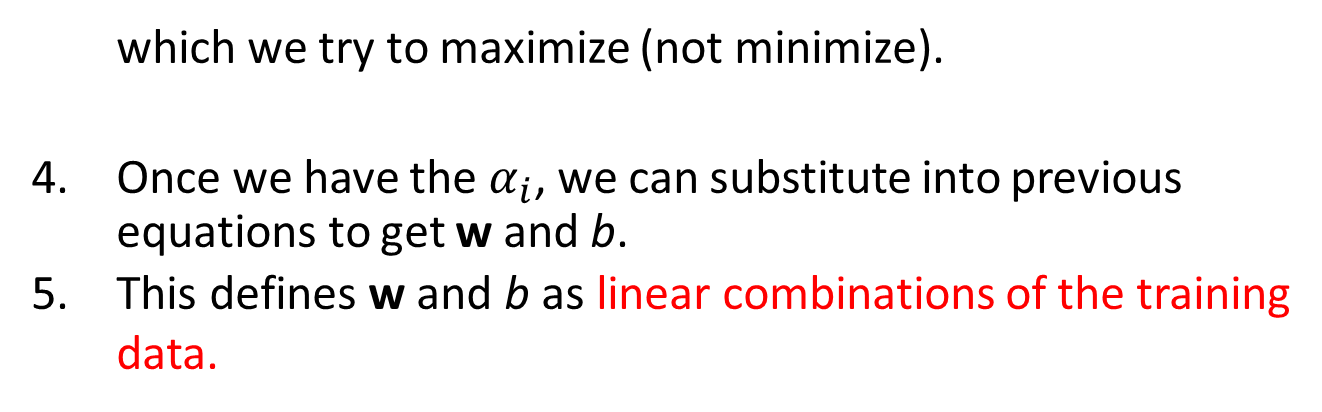 which we try to maximize (not minimize).
4. Once we have the 𝛼𝑖, we can substitute into previous
equations to get w and b.
5. This defines w and b as linear combinations of the training
data.